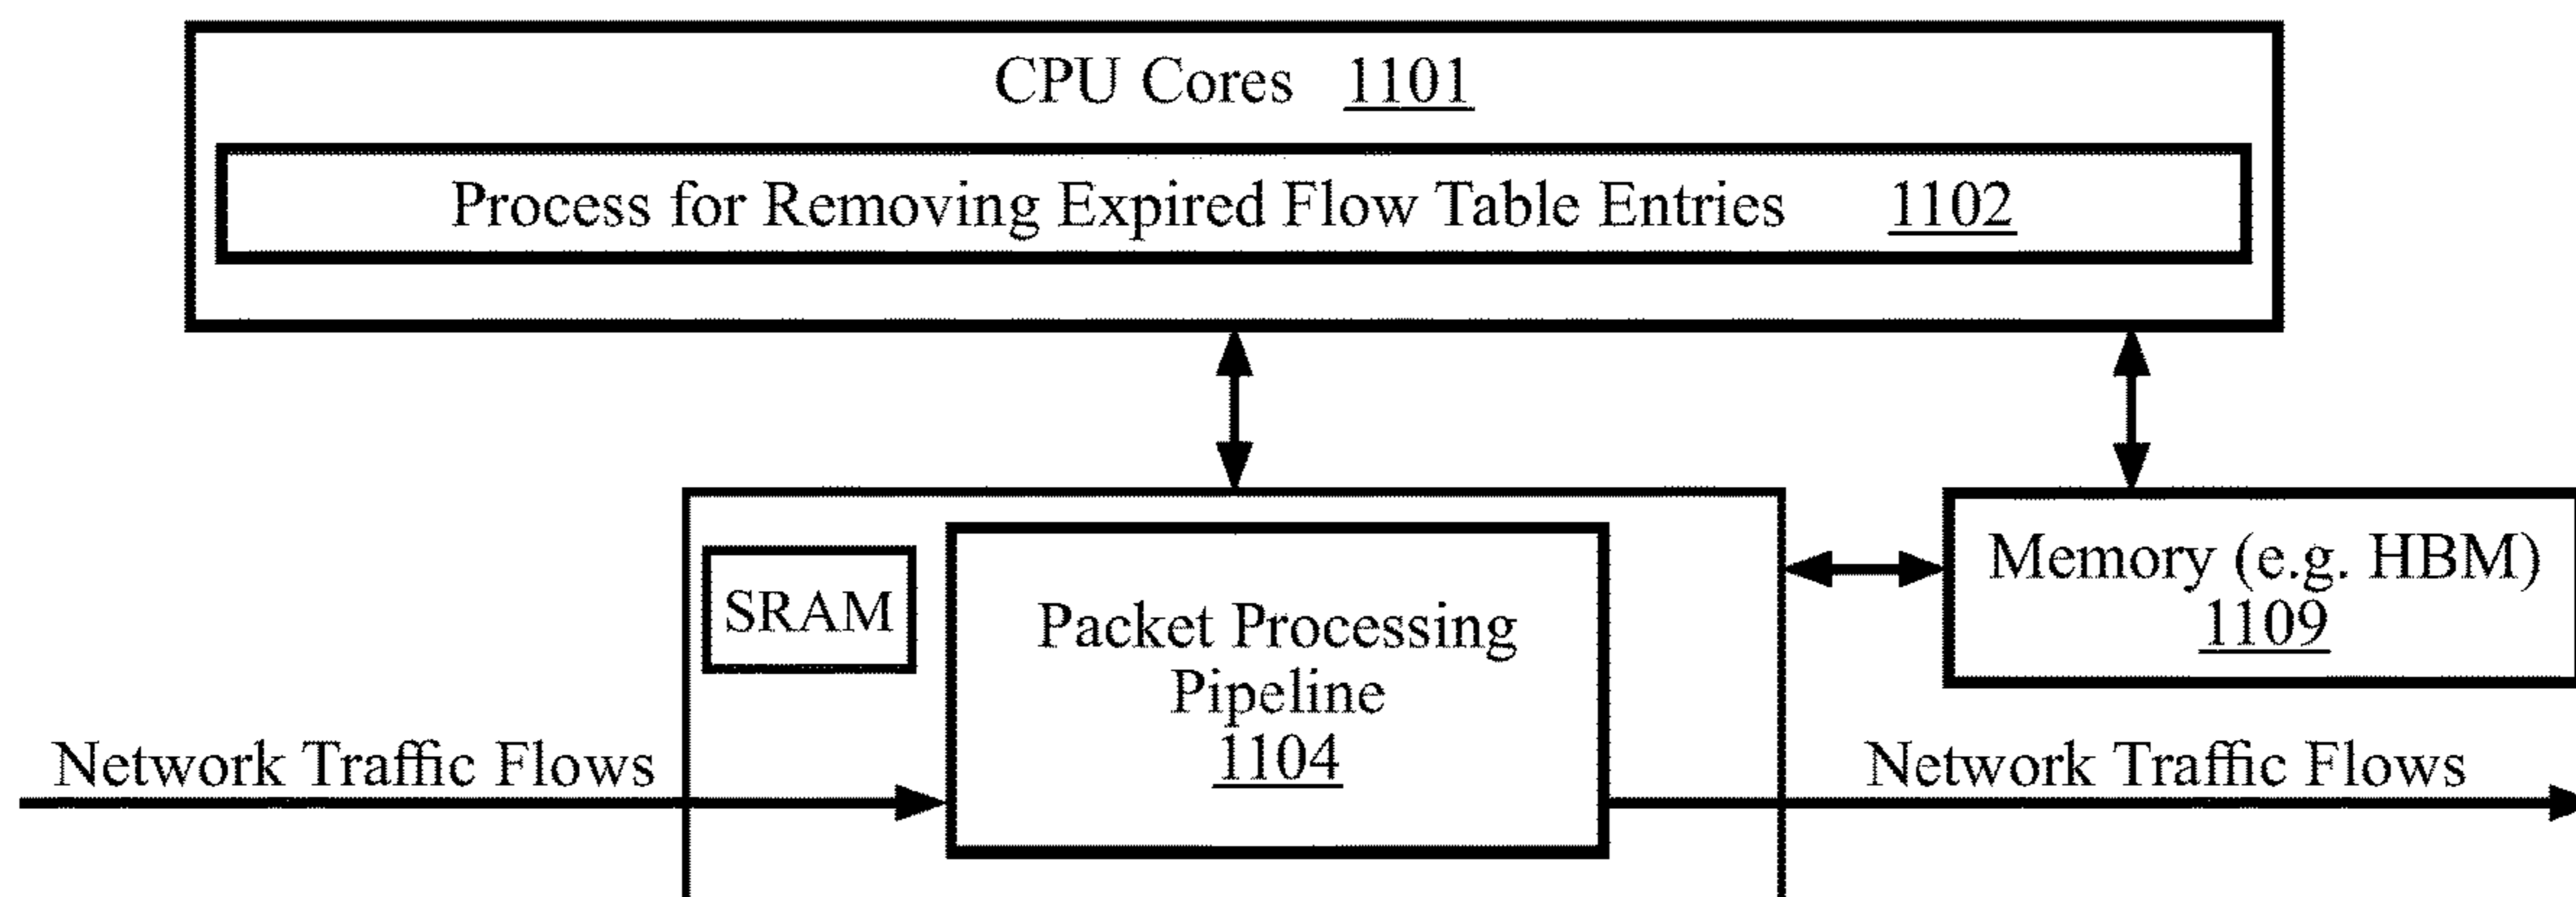 CPU Cores 1101
Process for Removing Expired Flow Table Entries 1102
SRAM
Packet Processing
Pipeline
1104
Memory (e.g. HBM)
1109
Network Traffic Flows
Network Traffic Flows